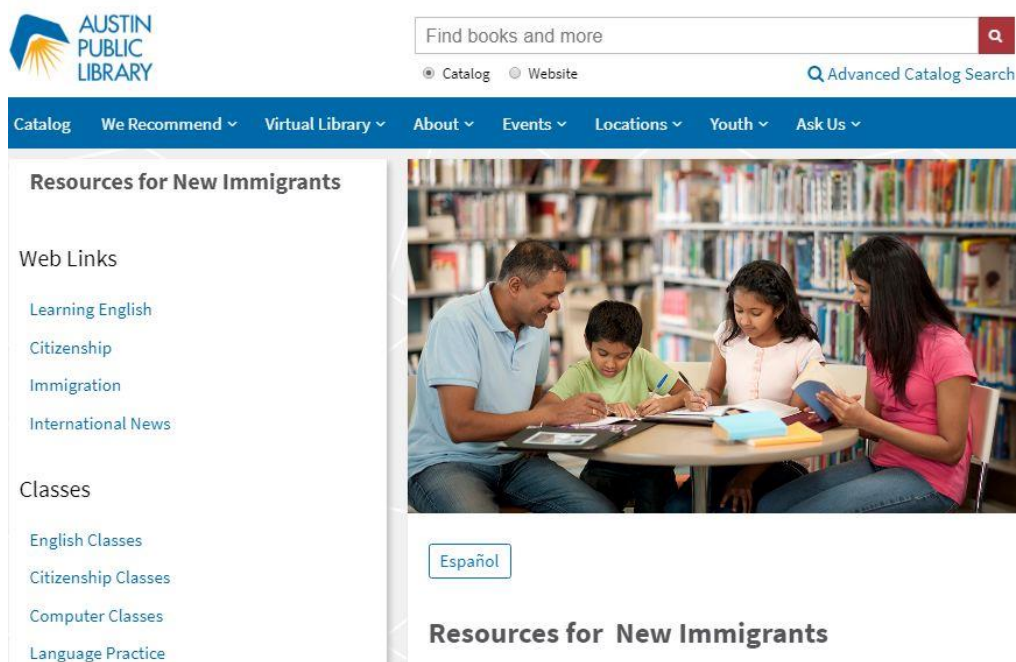 AUSTIN
PUBLIC
LIBRARY
Find books and more
Catalog Website
Advanced Catalog Search
Catalog We Recommend Virtual Library About Events Locations Youth Ask Us
Resources for New Immigrants
Web Links
Learning English
Citizenship
Immigration
International News
Classes
English Classes
Citizenship Classes
Computer Classes
Language Practice
Español
Resources for New Immigrants